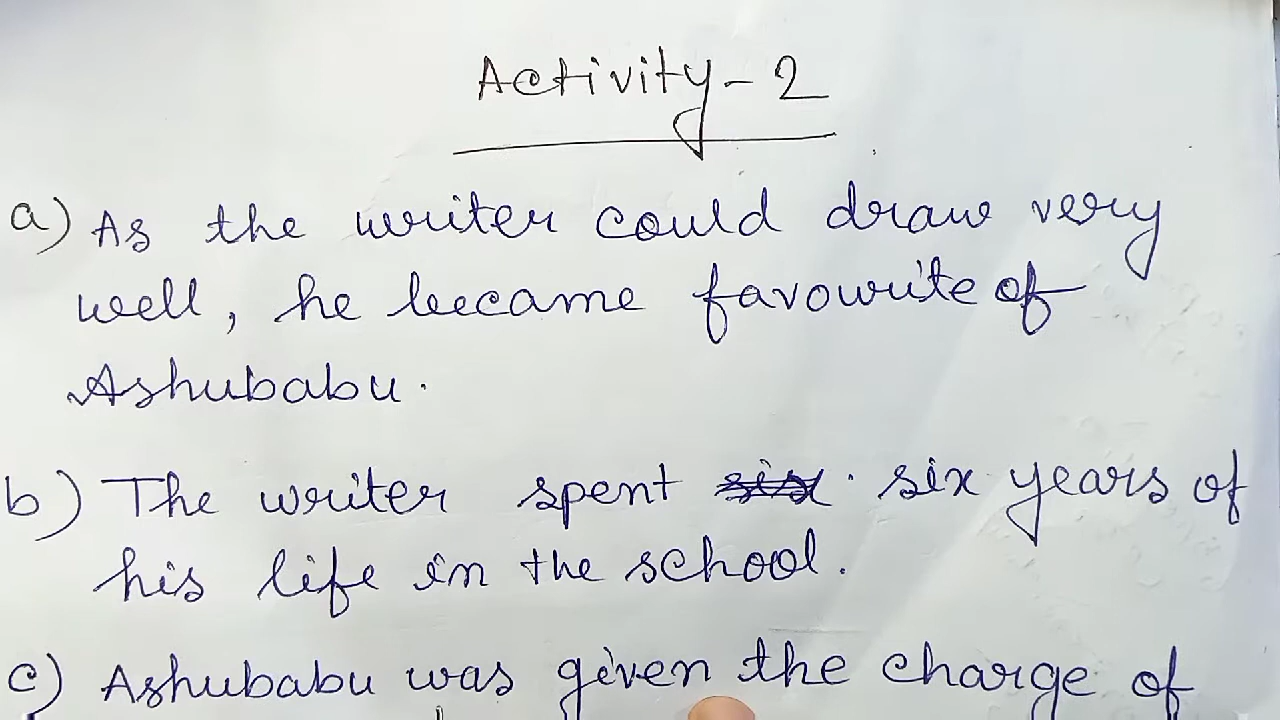 Activity-2
a) As the writer could draw very
well, he became favourite of
Ashubabu.
b) The writer spent six. six years of
his life in the school.
c) Ashubabu was given the charge of